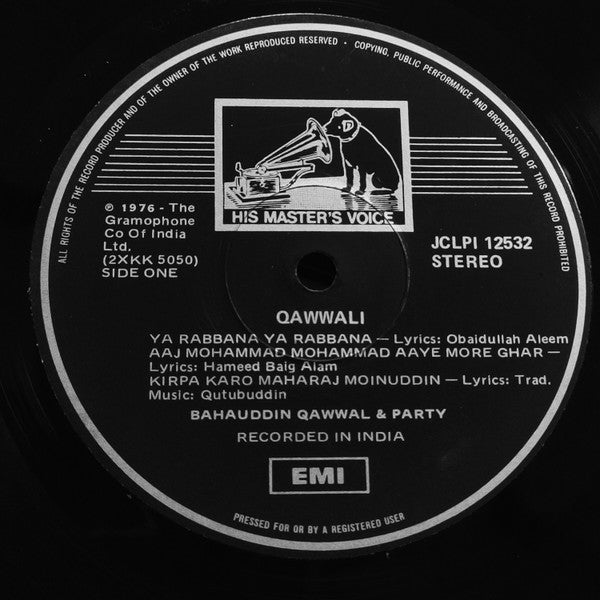 ALL RIGHTS OF THE RECORD PRODUCER AND OF THE OWNER OF THE WORK REPRODUCED RESERVED · COPYING, PUBLIC PERFORMANCE AND BROADCASTING OF THIS RECORD PROHIBITED
HIS MASTER'S VOICE
℗ 1976 - The
Gramophone
Co Of India
Ltd.
(2XKK 5050)
SIDE ONE
JCLPI 12532
STEREO
QAWWALI
YA RABBANA YA RABBANA — Lyrics: Obaidullah Aleem
AAJ MOHAMMAD MOHAMMAD AAYE MORE GHAR —
Lyrics: Hameed Baig Alam
KIRPA KARO MAHARAJ MOINUDDIN — Lyrics: Trad.
Music: Qutubuddin
BAHAUDDIN QAWWAL & PARTY
RECORDED IN INDIA
EMI
PRESSED FOR OR BY A REGISTERED USER